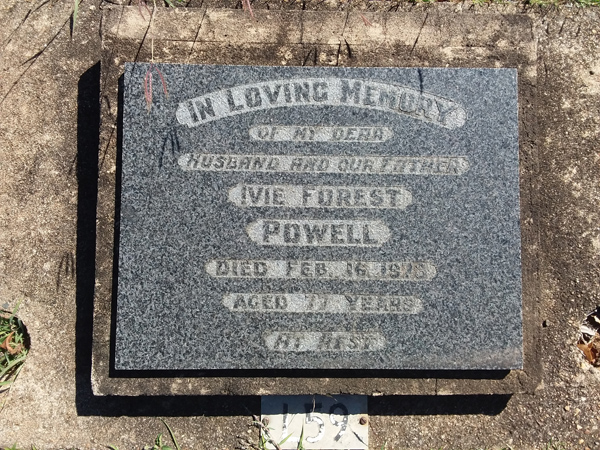 IN LOVING MEMORY
OF MY DEAR
HUSBAND AND OUR FATHER
IVIE FOREST
POWELL
DIED FEB. 16, 
AGED YEARS
AT REST
159